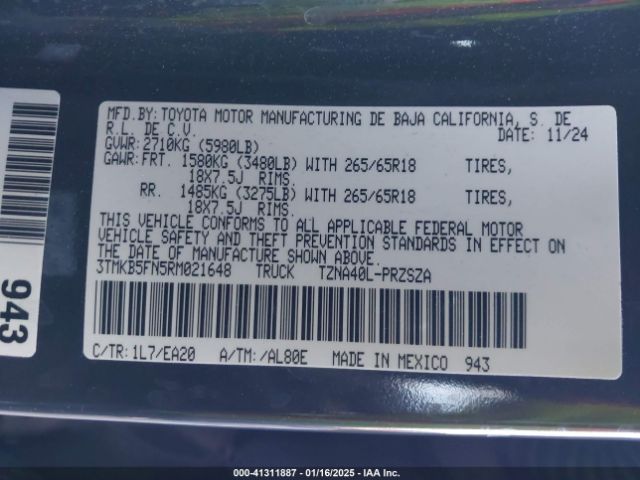 MFD.BY:TOYOTA MOTOR MANUFACTURING DE BAJA CALIFORNIA, S. DE
R.L. DE C.V. DATE: 11/24
GVWR:2710KG (5980LB)
GAWR:FRT. 1580KG (3480LB) WITH 265/65R18 TIRES,
18X7.5J RIMS.
RR. 1485KG (3275LB) WITH 265/65R18 TIRES,
18X7.5J RIMS.
THIS VEHICLE CONFORMS TO ALL APPLICABLE FEDERAL MOTOR
VEHICLE SAFETY AND THEFT PREVENTION STANDARDS IN EFFECT ON
THE DATE OF MANUFACTURE SHOWN ABOVE.
3TMKB5FN5RM021648 TRUCK TZNA40L-PRZSZA
C/TR:1L7/EA20 A/TM:/AL80E MADE IN MEXICO 943
943
000-41311887 - 01/16/2025 - IAA Inc.